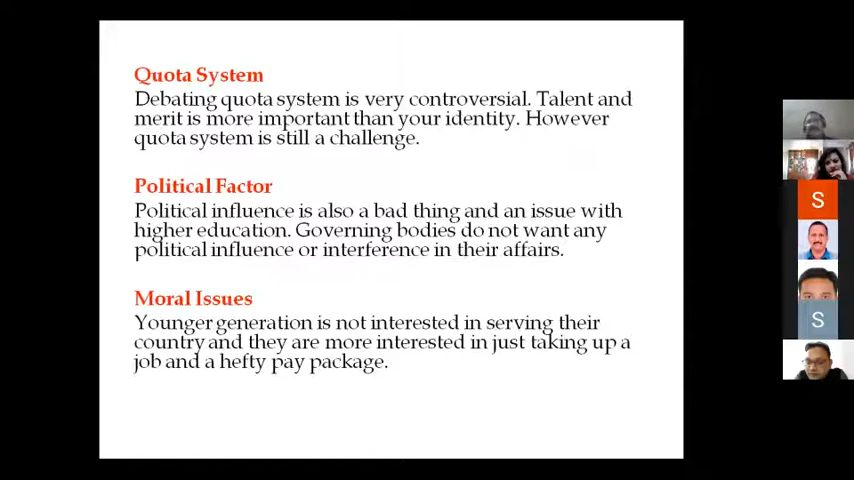 Quota System
Debating quota system is very controversial. Talent and
merit is more important than your identity. However
quota system is still a challenge.
Political Factor
Political influence is also a bad thing and an issue with
higher education. Governing bodies do not want any
political influence or interference in their affairs.
Moral Issues
Younger generation is not interested in serving their
country and they are more interested in just taking up a
job and a hefty pay package.
S
S